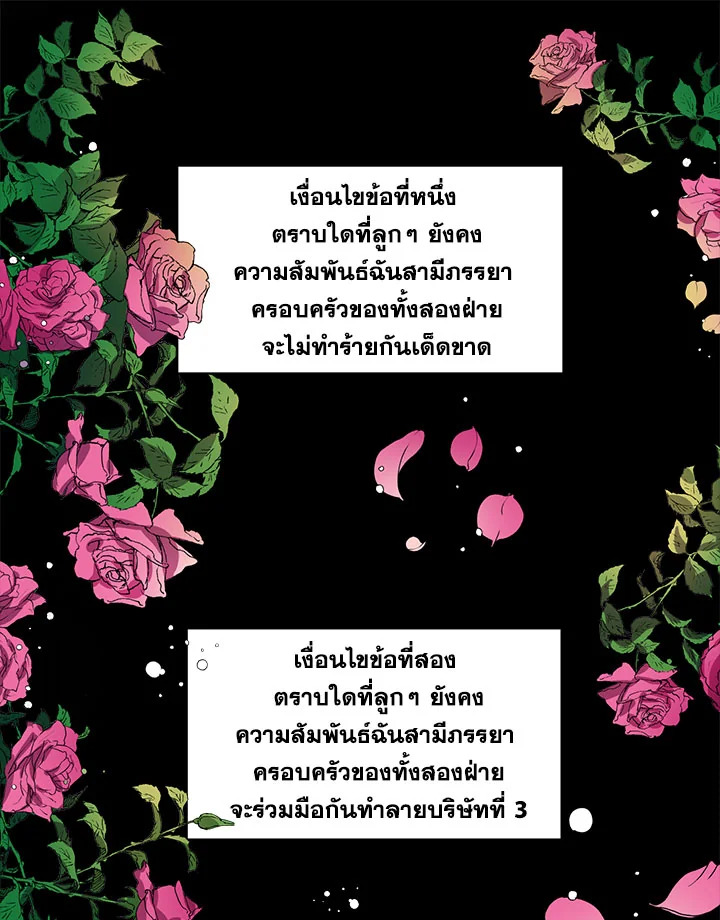 เงื่อนไขข้อที่หนึ่ง
ตราบใดที่ลูกๆ ยังคง
ความสัมพันธ์ฉันสามีภรรยา
ครอบครัวของทั้งสองฝ่าย
จะไม่ทำร้ายกันเด็ดขาด
เงื่อนไขข้อที่สอง
ตราบใดที่ลูกๆ ยังคง
ความสัมพันธ์ฉันสามีภรรยา
ครอบครัวของทั้งสองฝ่าย
จะร่วมมือกันทำลายบริษัทที่ 3